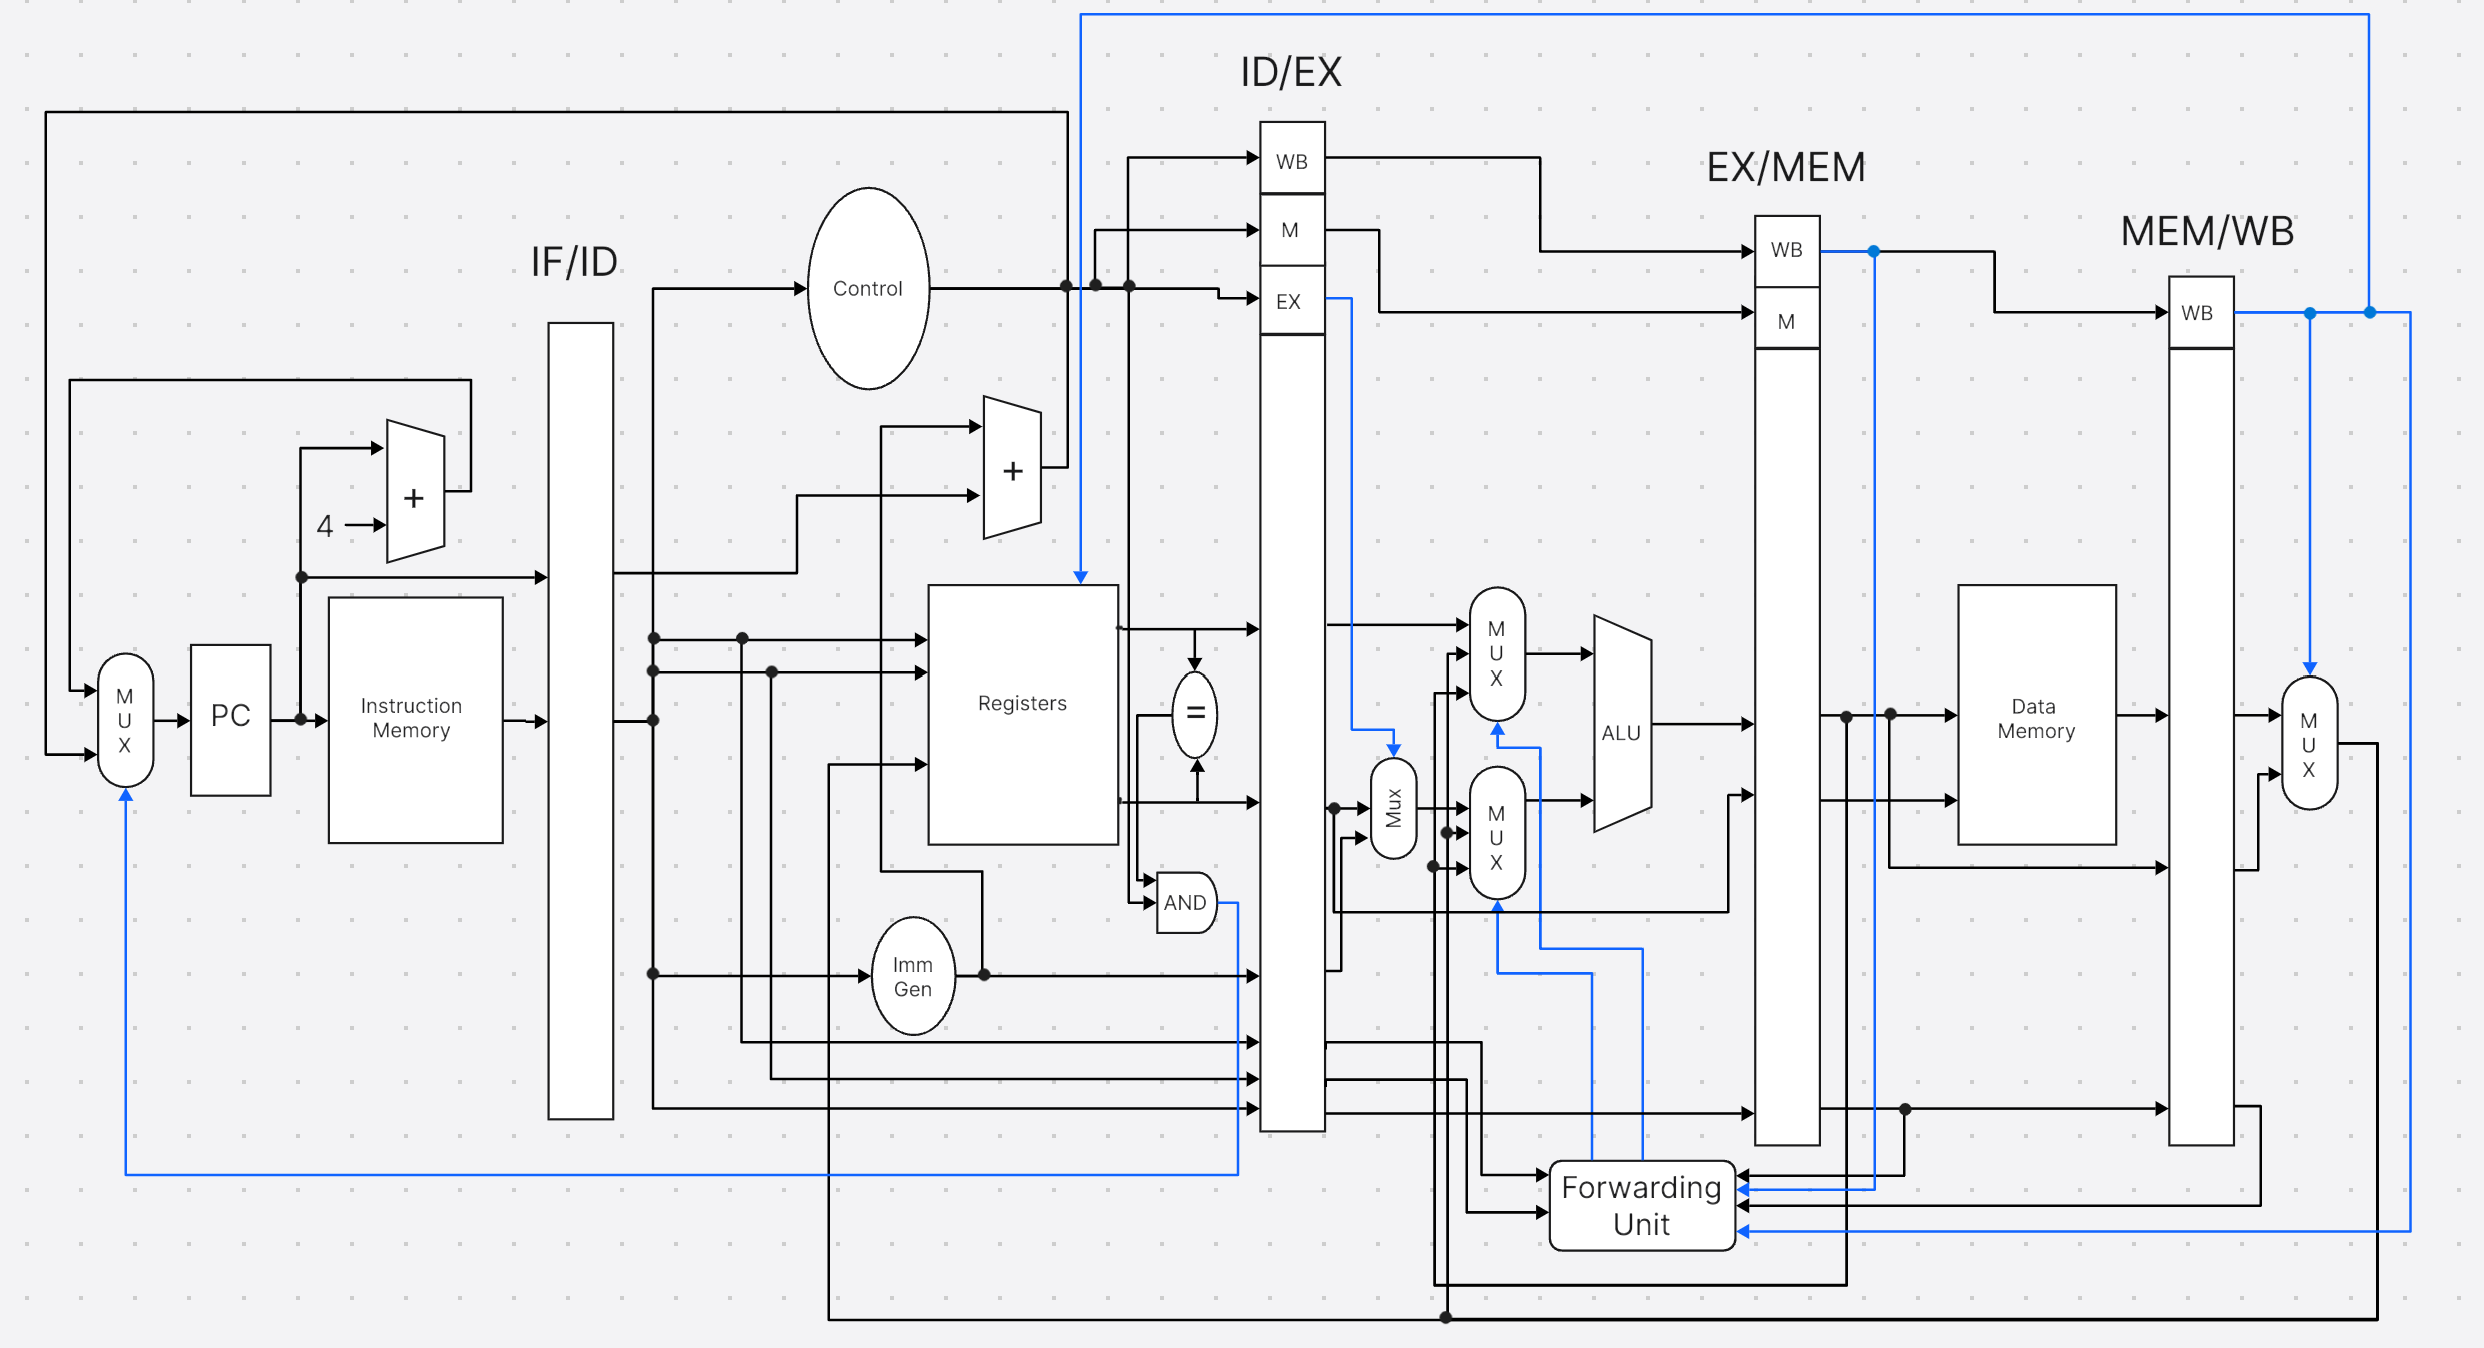 ID/EX
WB
EX/MEM
M
WB
MEM/WB
IF/ID
Control
EX
M
WB
+
+
4
M
U
X
PC
Instruction
Memory
Registers
=
M
U
X
ALU
Data
Memory
M
U
X
Mux
M
U
X
AND
Imm
Gen
Forwarding
Unit